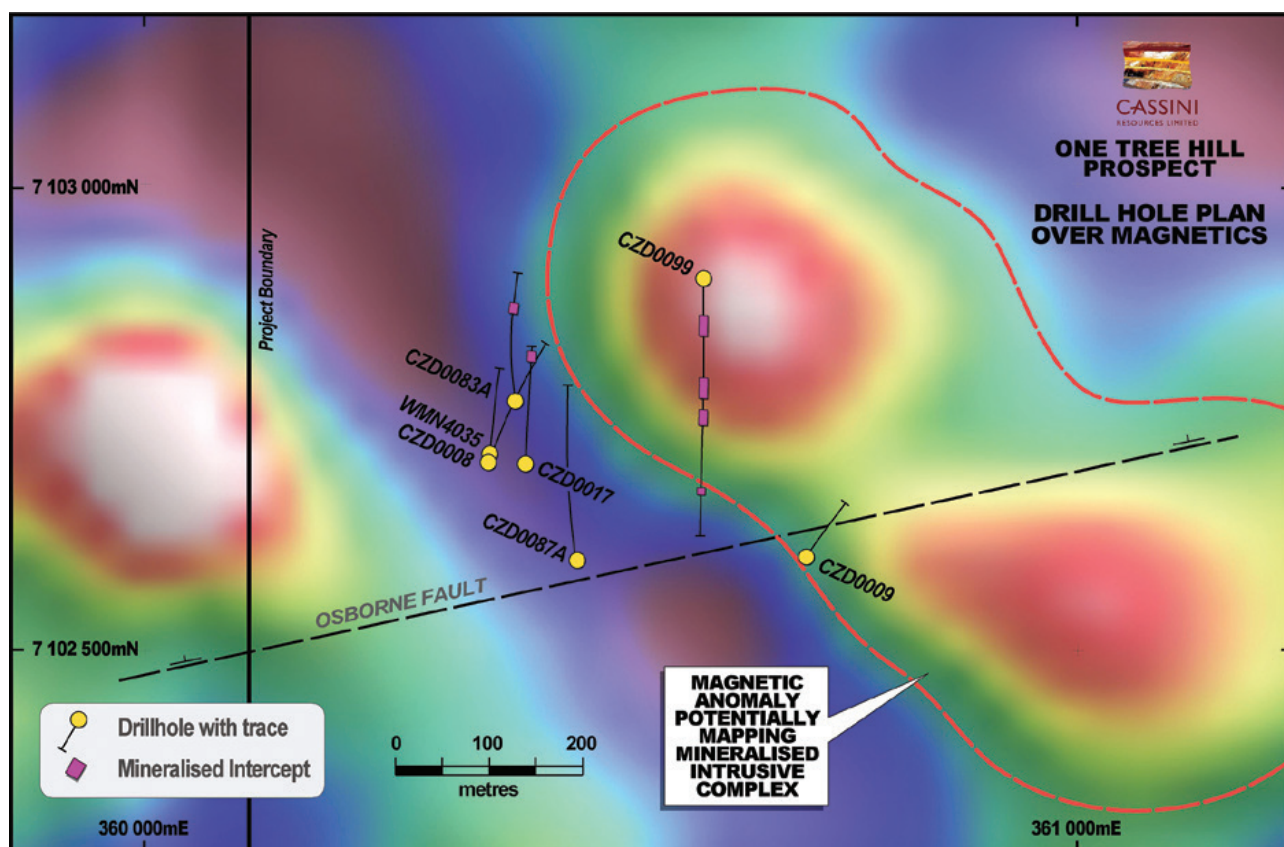 CASSINI
RESOURCES LIMITED
ONE TREE HILL
PROSPECT
DRILL HOLE PLAN
OVER MAGNETICS
7 103 000mN
Project Boundary
CZD0099
CZD0083A
WMN4035
CZD0008
CZD0017
CZD0087A
CZD0009
OSBORNE FAULT
7 102 500mN
MAGNETIC
ANOMALY
POTENTIALLY
MAPPING
MINERALISED
INTRUSIVE
COMPLEX
Drillhole with trace
Mineralised Intercept
0 100 200
metres
360 000mE
361 000mE